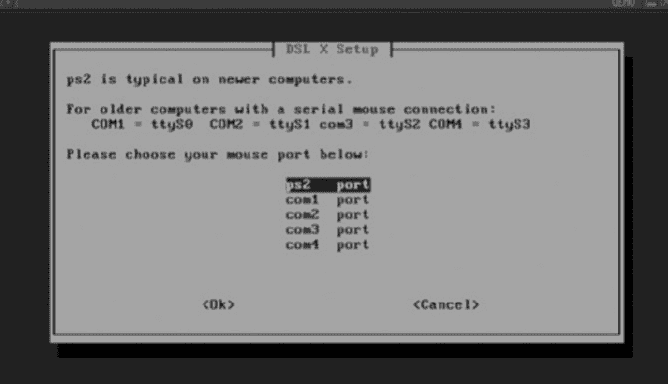 DSL X Setup
ps2 is typical on newer computers.
For older computers with a serial mouse connection:
COM1 = ttyS0 COM2 = ttyS1 com3 = ttyS2 COM4 = ttyS3
Please choose your mouse port below:
ps2 port
com1 port
com2 port
com3 port
com4 port
<Ok> <Cancel>